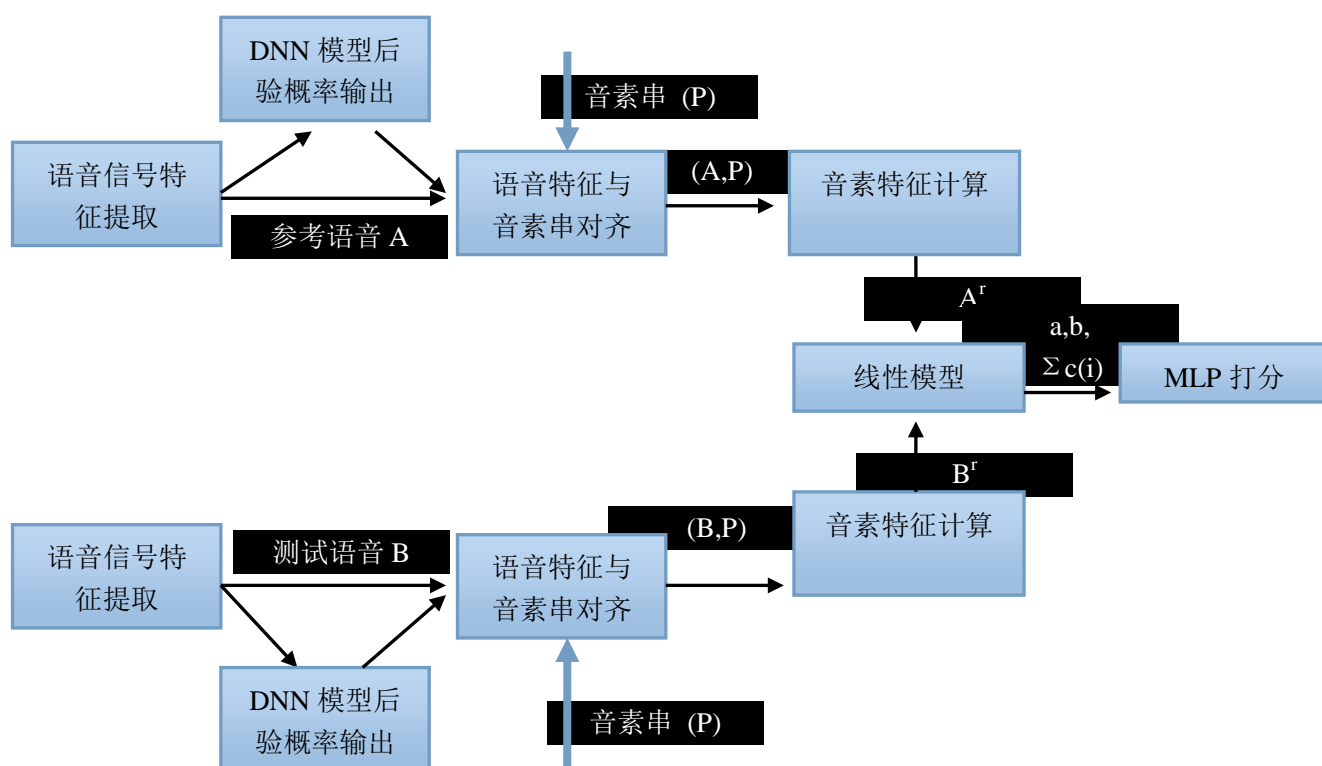 DNN 模型后
验概率输出
音素串 (P)
语音信号特
征提取
参考语音 A
语音特征与
音素串对齐
(A,P)
音素特征计算
A^r
a,b,
Σc(i)
线性模型
MLP 打分
B^r
语音信号特
征提取
测试语音 B
语音特征与
音素串对齐
(B,P)
音素特征计算
DNN 模型后
验概率输出
音素串 (P)